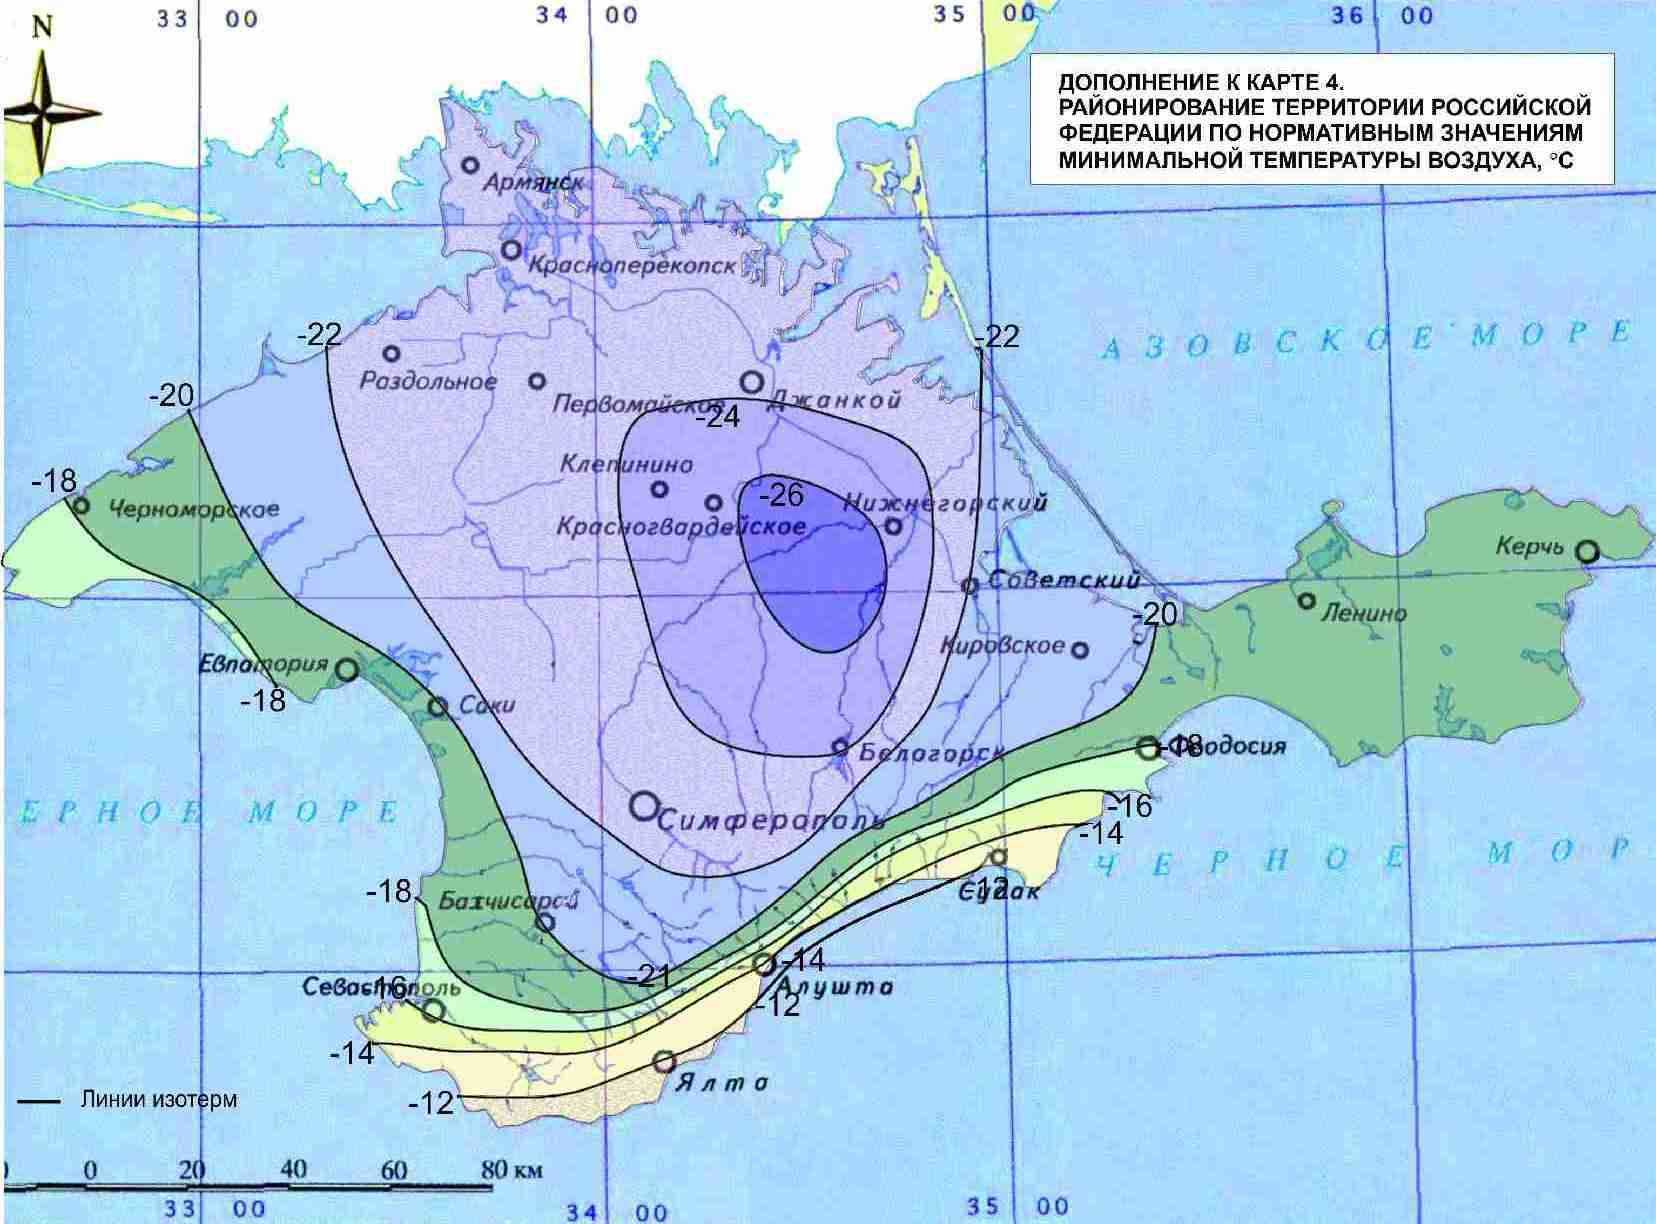 33 00
34 00
35 00
36 00
N
ДОПОЛНЕНИЕ К КАРТЕ 4.
РАЙОНИРОВАНИЕ ТЕРРИТОРИИ РОССИЙСКОЙ
ФЕДЕРАЦИИ ПО НОРМАТИВНЫМ ЗНАЧЕНИЯМ
МИНИМАЛЬНОЙ ТЕМПЕРАТУРЫ ВОЗДУХА, °С
Армянск
Красноперекопск
-22
-22
АЗОВСКОЕ МОРЕ
Раздольное
-20
Первомайское
Джанкой
-24
Клепинино
-18
-26
Нижнегорский
Черноморское
Красногвардейское
Керчь
Советский
-20
Ленино
Кировское
Евпатория
-18
Саки
Белогорск
-18
Феодосия
ЕРНОЕ МОРЕ
-16
Симферополь
-14
ЧЕРНОЕ МОР
-18
Бахчисарай
-12
Судак
-14
-21
Севастополь
-16
Алушта
-12
-14
Ялта
-12
Линии изотерм
0 20 40 60 80 км
33 00
34 00
35 00